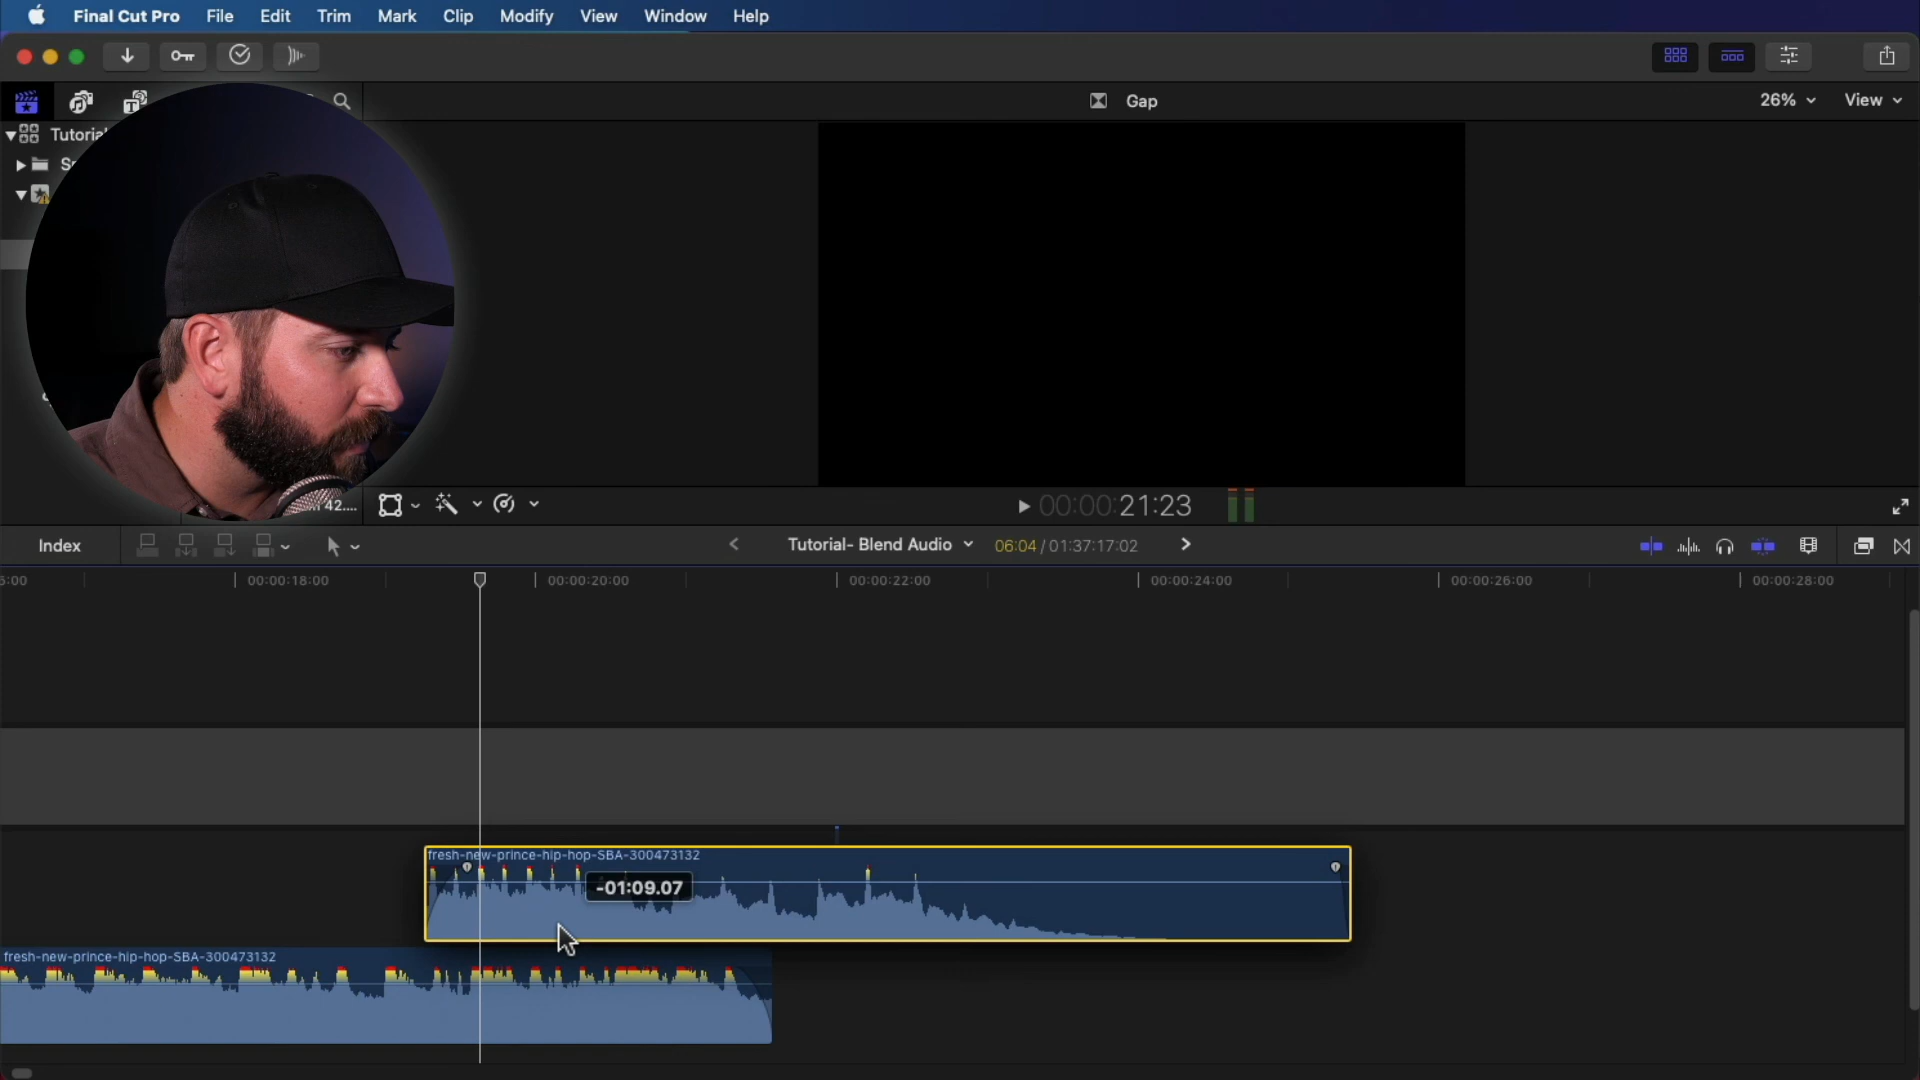 Final Cut Pro File Edit Trim Mark Clip Modify View Window Help
Gap 26% View
Tutorial
42....
00:00:21:23
Index Tutorial- Blend Audio 06:04 / 01:37:17:02
00:00:18:00 00:00:20:00 00:00:22:00 00:00:24:00 00:00:26:00 00:00:28:00
fresh-new-prince-hip-hop-SBA-300473132
-01:09.07
fresh-new-prince-hip-hop-SBA-300473132